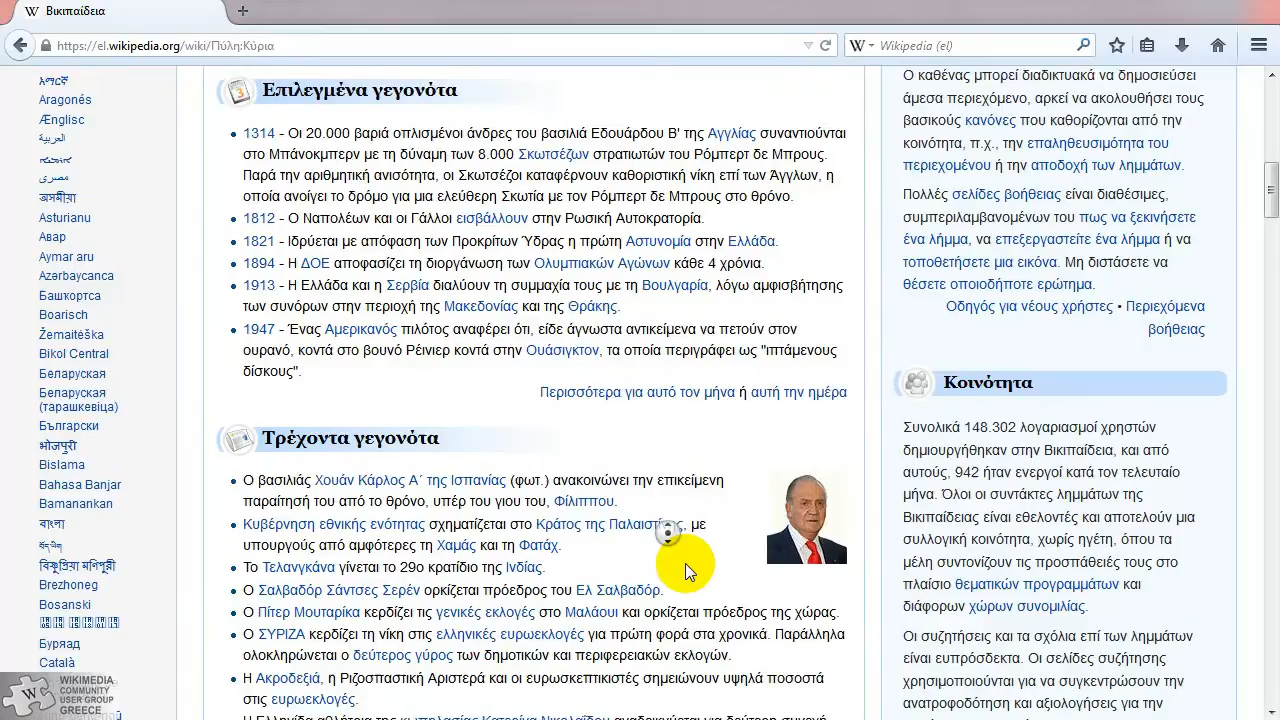 Βικιπαίδεια
https://el.wikipedia.org/wiki/Πύλη:Κύρια
Wikipedia (el)
አማርኛ
Aragonés
Ænglisc
العربية
مصرى
অসমীয়া
Asturianu
Авар
Aymar aru
Azərbaycanca
Башҡортса
Boarisch
Žemaitėška
Bikol Central
Беларуская
Беларуская
(тарашкевіца)
Български
भोजपुरी
Bislama
Bahasa Banjar
Bamanankan
বাংলা
বিষ্ণুপ্রিয়া মণিপুরী
Brezhoneg
Bosanski
Буряад
Català
Επιλεγμένα γεγονότα
1314 - Οι 20.000 βαριά οπλισμένοι άνδρες του βασιλιά Εδουάρδου Β' της Αγγλίας συναντιούνται
στο Μπάνοκμπερν με τη δύναμη των 8.000 Σκωτσέζων στρατιωτών του Ρόμπερτ δε Μπρους.
Παρά την αριθμητική ανισότητα, οι Σκωτσέζοι καταφέρνουν καθοριστική νίκη επί των Άγγλων, η
οποία ανοίγει το δρόμο για μια ελεύθερη Σκωτία με τον Ρόμπερτ δε Μπρους στο θρόνο.
1812 - Ο Ναπολέων και οι Γάλλοι εισβάλλουν στην Ρωσική Αυτοκρατορία.
1821 - Ιδρύεται με απόφαση των Προκρίτων Ύδρας η πρώτη Αστυνομία στην Ελλάδα.
1894 - Η ΔΟΕ αποφασίζει τη διοργάνωση των Ολυμπιακών Αγώνων κάθε 4 χρόνια.
1913 - Η Ελλάδα και η Σερβία διαλύουν τη συμμαχία τους με τη Βουλγαρία, λόγω αμφισβήτησης
των συνόρων στην περιοχή της Μακεδονίας και της Θράκης.
1947 - Ένας Αμερικανός πιλότος αναφέρει ότι, είδε άγνωστα αντικείμενα να πετούν στον
ουρανό, κοντά στο βουνό Ρέινιερ κοντά στην Ουάσιγκτον, τα οποία περιγράφει ως "ιπτάμενους
δίσκους".
Περισσότερα για αυτό τον μήνα ή αυτή την ημέρα
Τρέχοντα γεγονότα
Ο βασιλιάς Χουάν Κάρλος Α΄ της Ισπανίας (φωτ.) ανακοινώνει την επικείμενη
παραίτησή του από το θρόνο, υπέρ του γιου του, Φίλιππου.
Κυβέρνηση εθνικής ενότητας σχηματίζεται στο Κράτος της Παλαιστίνης, με
υπουργούς από αμφότερες τη Χαμάς και τη Φατάχ.
Το Τελανγκάνα γίνεται το 29ο κρατίδιο της Ινδίας.
Ο Σαλβαδόρ Σάντσες Σερέν ορκίζεται πρόεδρος του Ελ Σαλβαδόρ.
Ο Πίτερ Μουταρίκα κερδίζει τις γενικές εκλογές στο Μαλάουι και ορκίζεται πρόεδρος της χώρας.
Ο ΣΥΡΙΖΑ κερδίζει τη νίκη στις ελληνικές ευρωεκλογές για πρώτη φορά στα χρονικά. Παράλληλα
ολοκληρώνεται ο δεύτερος γύρος των δημοτικών και περιφερειακών εκλογών.
Η Ακροδεξιά, η Ριζοσπαστική Αριστερά και οι ευρωσκεπτικιστές σημειώνουν υψηλά ποσοστά
στις ευρωεκλογές.
Η Ελληνίδα αθλήτρια της κωπηλασίας Κατερίνα Νικολαΐδου αναδεικνύεται για δεύτερη συνεχή
Ο καθένας μπορεί διαδικτυακά να δημοσιεύσει
άμεσα περιεχόμενο, αρκεί να ακολουθήσει τους
βασικούς κανόνες που καθορίζονται από την
κοινότητα, π.χ., την επαληθευσιμότητα του
περιεχομένου ή την αποδοχή των λημμάτων.
Πολλές σελίδες βοήθειας είναι διαθέσιμες,
συμπεριλαμβανομένων του πως να ξεκινήσετε
ένα λήμμα, να επεξεργαστείτε ένα λήμμα ή να
τοποθετήσετε μια εικόνα. Μη διστάσετε να
θέσετε οποιοδήποτε ερώτημα.
Οδηγός για νέους χρήστες • Περιεχόμενα
βοήθειας
Κοινότητα
Συνολικά 148.302 λογαριασμοί χρηστών
δημιουργήθηκαν στην Βικιπαίδεια, και από
αυτούς, 942 ήταν ενεργοί κατά τον τελευταίο
μήνα. Όλοι οι συντάκτες λημμάτων της
Βικιπαίδειας είναι εθελοντές και αποτελούν μια
συλλογική κοινότητα, χωρίς ηγέτη, όπου τα
μέλη συντονίζουν τις προσπάθειές τους στο
πλαίσιο θεματικών προγραμμάτων και
διάφορων χώρων συνομιλίας.
Οι συζητήσεις και τα σχόλια επί των λημμάτων
είναι ευπρόσδεκτα. Οι σελίδες συζήτησης
χρησιμοποιούνται για να συγκεντρώσουν την
ανατροφοδότηση και αξιολογήσεις για την
WIKIMEDIA
COMMUNITY
USER GROUP
GREECE